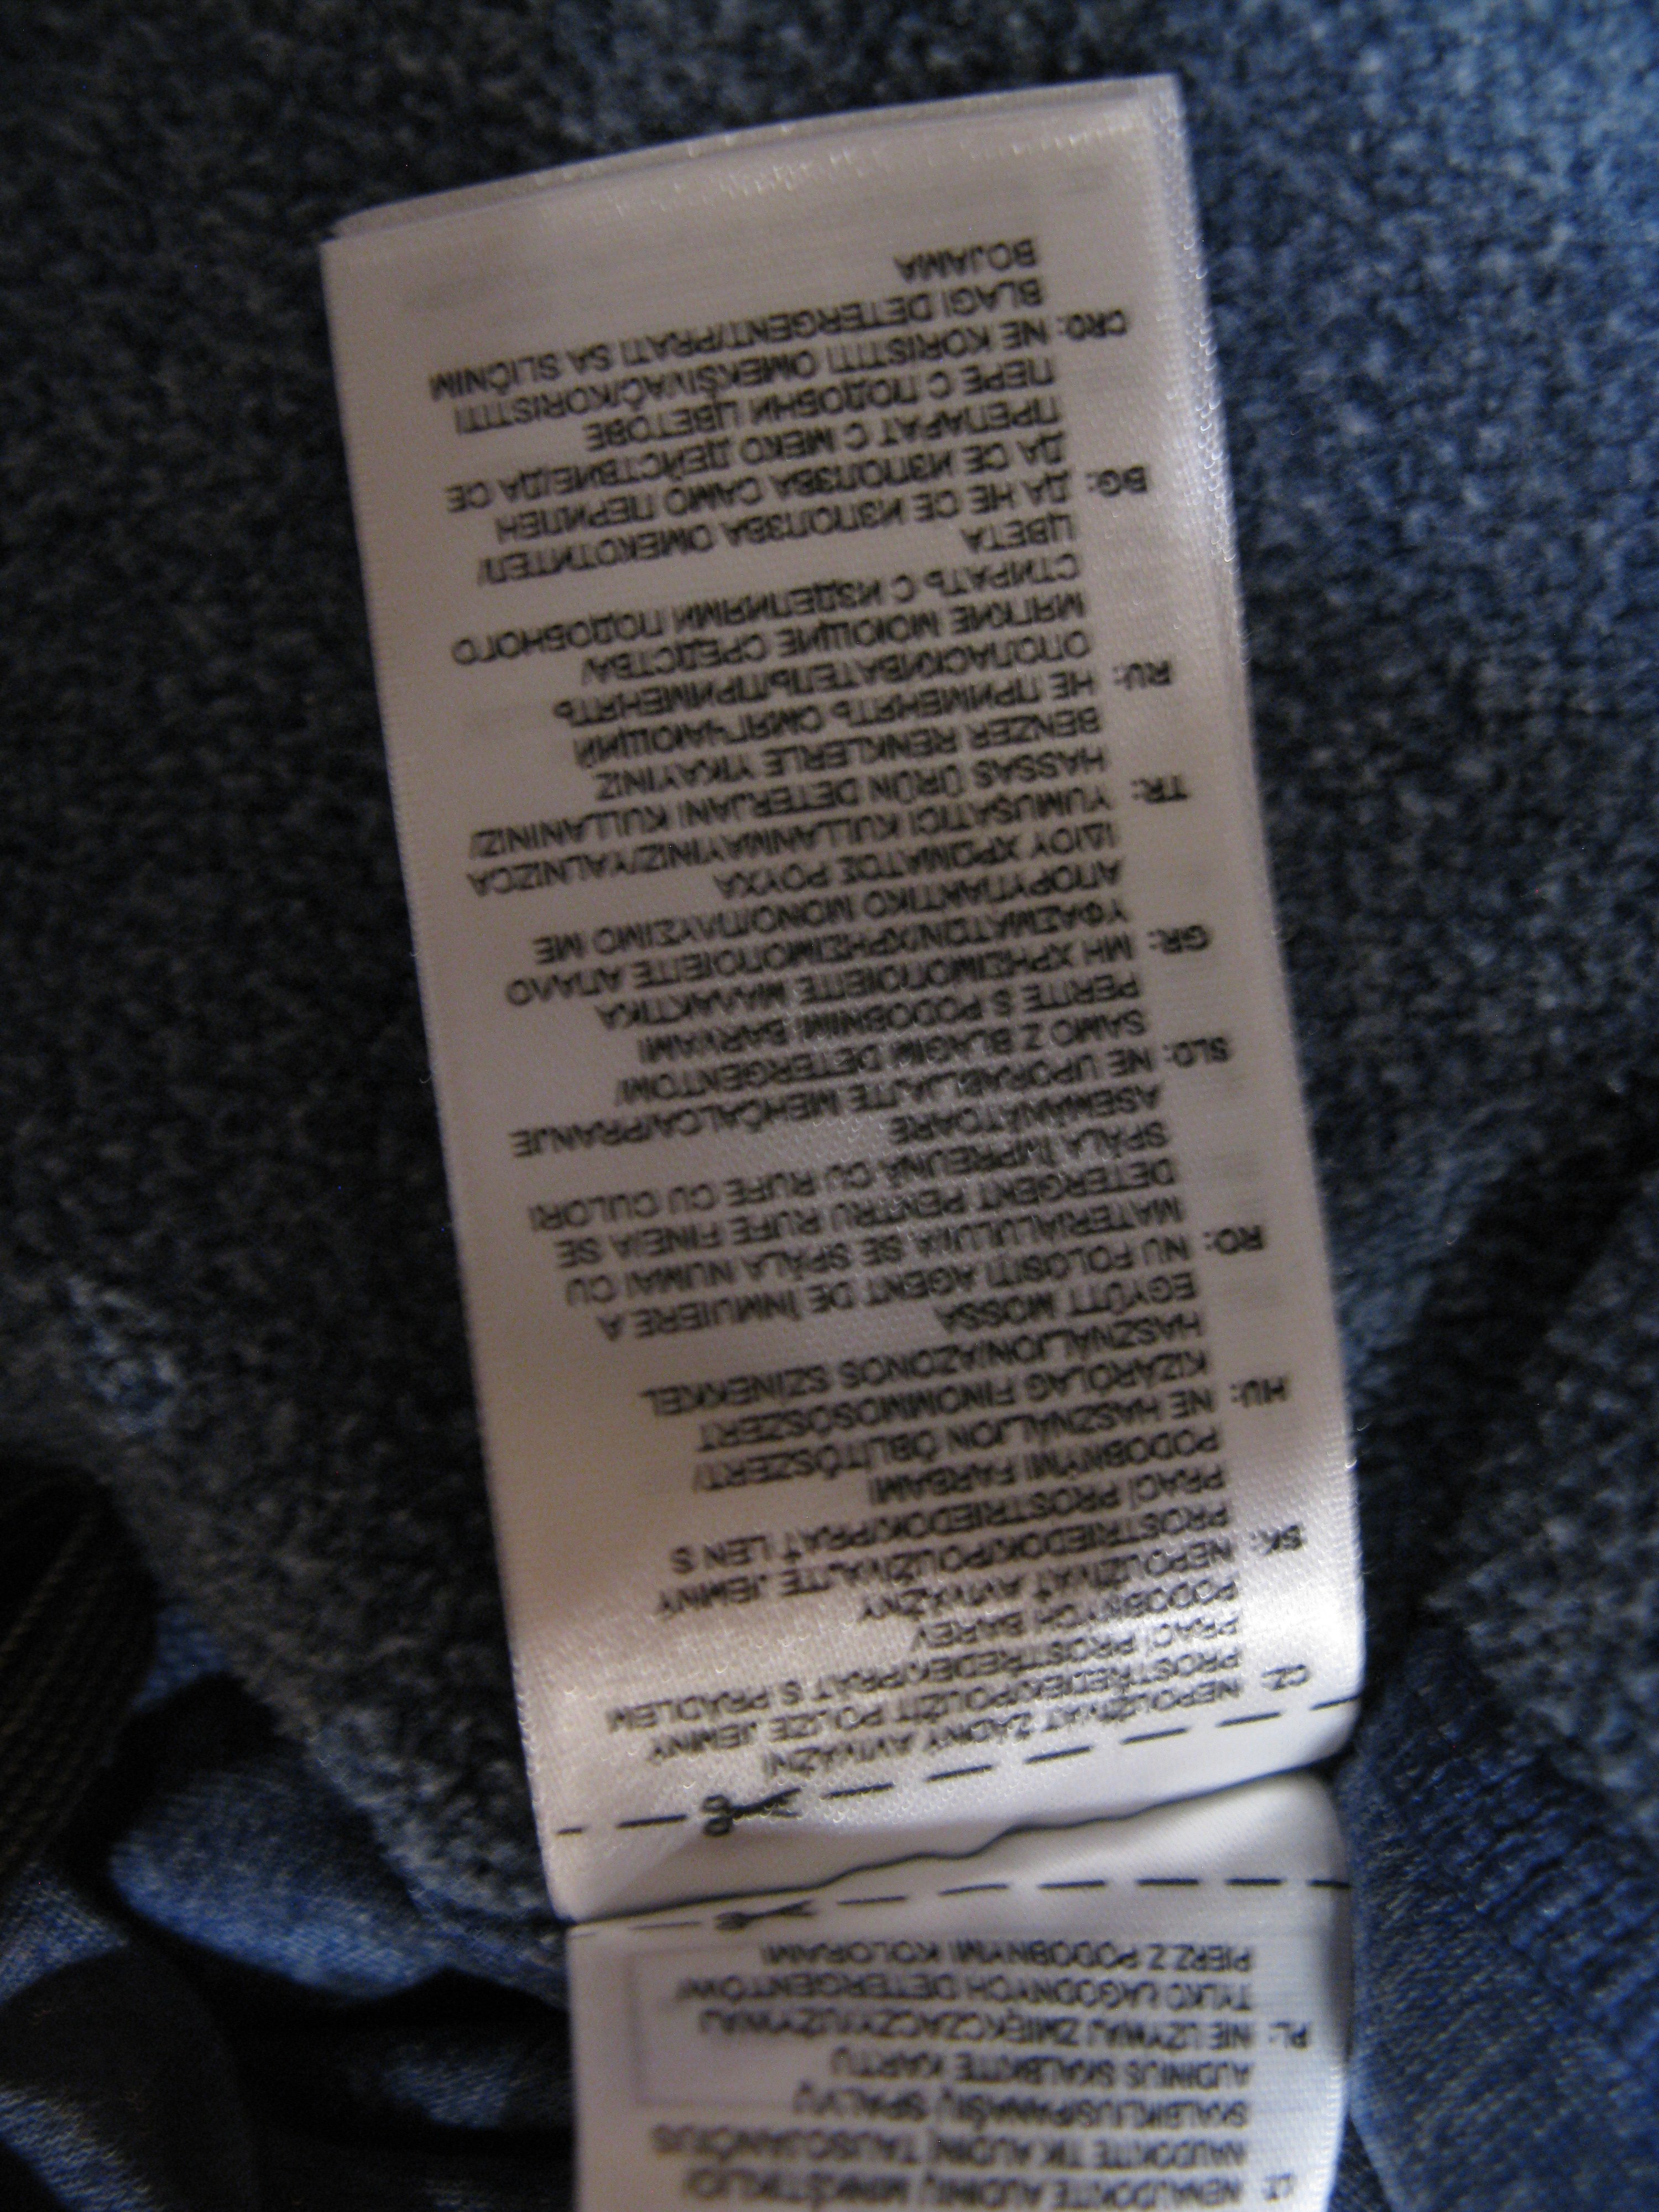 LT: NENAUDOKITE AUDINIŲ MINKŠTIKLIO/
NAUDOKITE TIK AUDINĮ TAUSOJANČIUS
SKALBIKLIUS/PANAŠIŲ SPALVŲ
AUDINIUS SKALBKITE KARTU
PL: NIE UŻYWAJ ZMIĘKCZACZY/UŻYWAJ
TYLKO ŁAGODNYCH DETERGENTÓW/
PIERZ Z PODOBNYMI KOLORAMI
CZ: NEPOUŽÍVAT ŽÁDNÝ AVIVÁŽNÍ
PROSTŘEDEK/POUŽÍT POUZE JEMNÝ
PRACÍ PROSTŘEDEK/PRÁT S PRÁDLEM
PODOBNÝCH BAREV
SK: NEPOUŽÍVAŤ AVIVÁŽNY
PROSTRIEDOK/POUŽÍVAJTE JEMNÝ
PRACÍ PROSTRIEDOK/PRAŤ LEN S
PODOBNÝMI FARBAMI
HU: NE HASZNÁLJON ÖBLÍTŐSZERT/
KIZÁRÓLAG FINOMMOSÓSZERT
HASZNÁLJON/AZONOS SZÍNEKKEL
EGYÜTT MOSSA
RO: NU FOLOSIȚI AGENT DE ÎNMUIERE A
MATERIALULUI/A SE SPĂLA NUMAI CU
DETERGENT PENTRU RUFE FINE/A SE
SPĂLA ÎMPREUNĂ CU RUFE CU CULORI
ASEMĂNĂTOARE
SLO: NE UPORABLJAJTE MEHČALCA/PRANJE
SAMO Z BLAGIM DETERGENTOM/
PERITE S PODOBNIMI BARVAMI
GR: ΜΗ ΧΡΗΣΙΜΟΠΟΙΕΙΤΕ ΜΑΛΑΚΤΙΚΑ
ΥΦΑΣΜΑΤΩΝ/ΧΡΗΣΙΜΟΠΟΙΕΙΤΕ ΑΠΑΛΟ
ΑΠΟΡΥΠΑΝΤΙΚΟ ΜΟΝΟ/ΠΛΥΣΙΜΟ ΜΕ
ΙΔΙΟΥ ΧΡΩΜΑΤΟΣ ΡΟΥΧΑ
TR: YUMUŞATICI KULLANMAYINIZ/YALNIZCA
HASSAS ÜRÜN DETERJANI KULLANINIZ/
BENZER RENKLERLE YIKAYINIZ
RU: НЕ ПРИМЕНЯТЬ СМЯГЧАЮЩИЙ
ОПОЛАСКИВАТЕЛЬ/ПРИМЕНЯТЬ
МЯГКИЕ МОЮЩИЕ СРЕДСТВА/
СТИРАТЬ С ИЗДЕЛИЯМИ ПОДОБНОГО
ЦВЕТА
BG: ДА НЕ СЕ ИЗПОЛЗВА ОМЕКОТИТЕЛ/
ДА СЕ ИЗПОЛЗВА САМО ПЕРИЛЕН
ПРЕПАРАТ С МЕКО ДЕЙСТВИЕ/ДА СЕ
ПЕРЕ С ПОДОБНИ ЦВЕТОВЕ
CRO: NE KORISTITI OMEKŠIVAČ/KORISTITI
BLAGI DETERGENT/PRATI SA SLIČNIM
BOJAMA